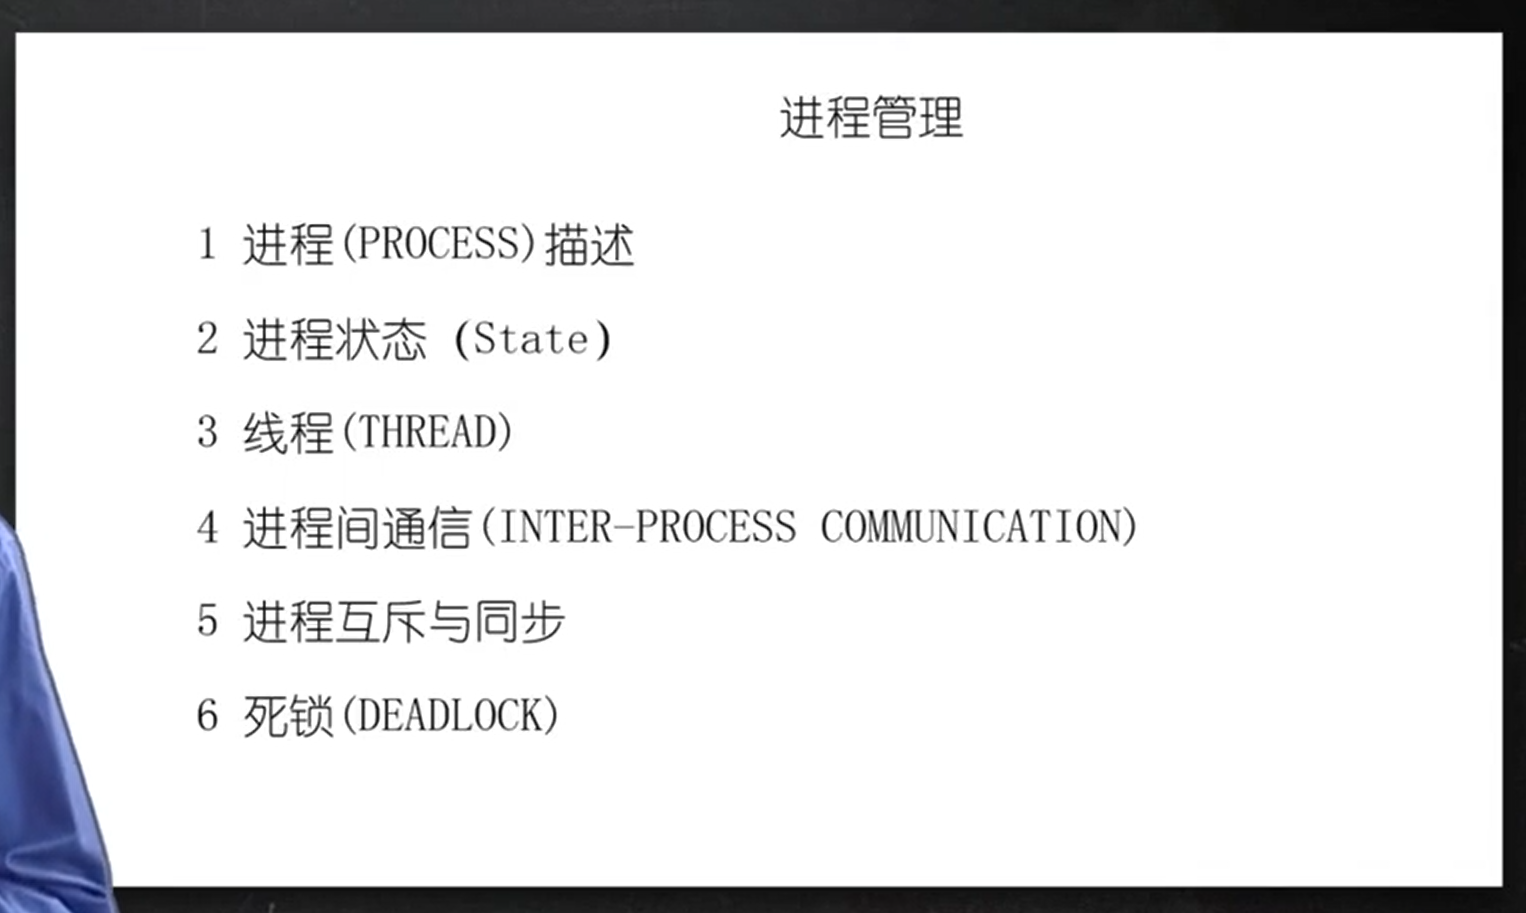 进程管理
1 进程(PROCESS)描述
2 进程状态 (State)
3 线程(THREAD)
4 进程间通信(INTER-PROCESS COMMUNICATION)
5 进程互斥与同步
6 死锁(DEADLOCK)